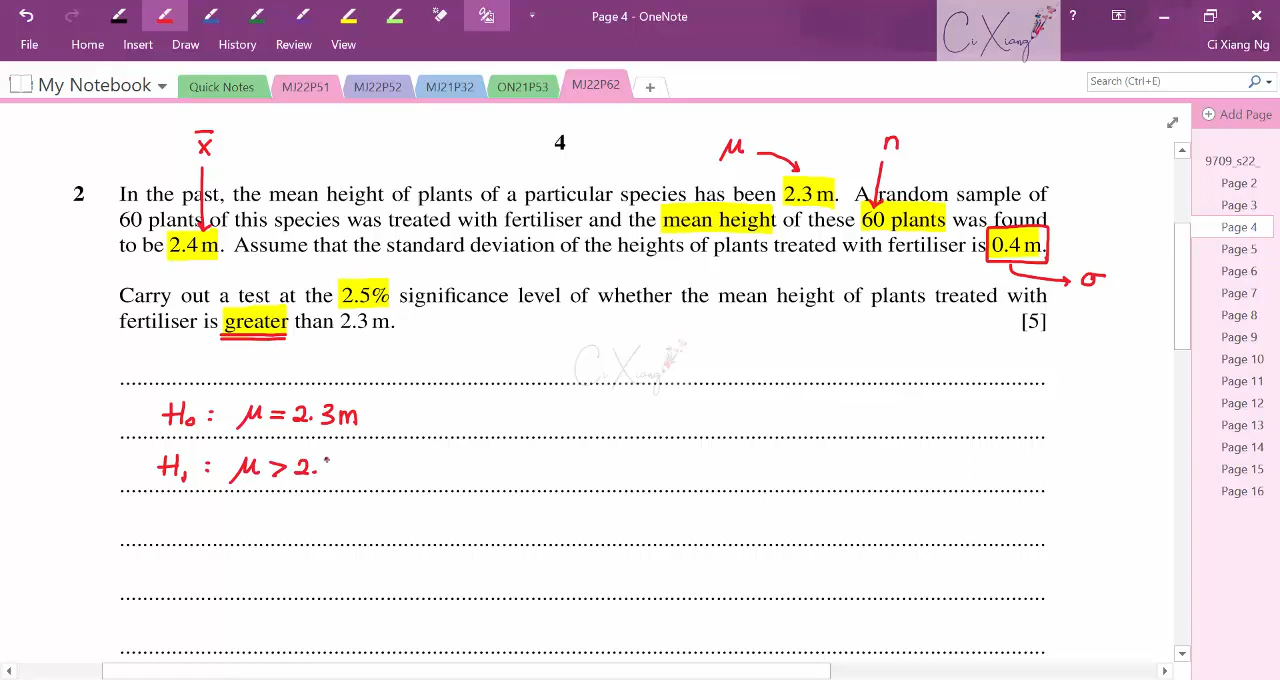 Page 4 - OneNote
Ci Xiang
?
File Home Insert Draw History Review View
Ci Xiang Ng
My Notebook
Quick Notes MJ22P51 MJ22P52 MJ21P32 ON21P53 MJ22P62 +
Search (Ctrl+E)
Add Page
9709_s22_
Page 2
Page 3
Page 4
Page 5
Page 6
Page 7
Page 8
Page 9
Page 10
Page 11
Page 12
Page 13
Page 14
Page 15
Page 16
x̄
4
μ
n
2 In the past, the mean height of plants of a particular species has been 2.3 m. A random sample of
60 plants of this species was treated with fertiliser and the mean height of these 60 plants was found
to be 2.4 m. Assume that the standard deviation of the heights of plants treated with fertiliser is 0.4 m.
σ
Carry out a test at the 2.5% significance level of whether the mean height of plants treated with
fertiliser is greater than 2.3 m. [5]
Ci Xiang
H₀ : μ = 2.3m
H₁ : μ > 2.